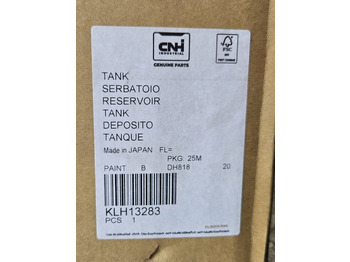 CNH
INDUSTRIAL
GENUINE PARTS
FSC
TANK
SERBATOIO
RESERVOIR
TANK
DEPOSITO
TANQUE
Made in JAPAN FL=
PKG: 25M
PAINT B DH818 20
KLH13283
PCS 1